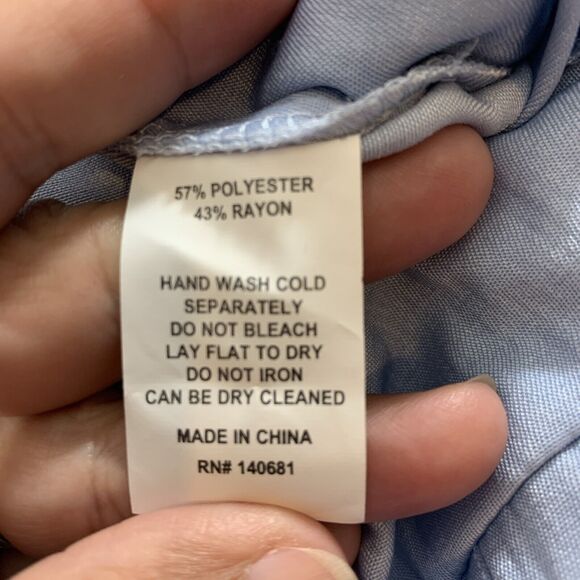 57% POLYESTER
43% RAYON
HAND WASH COLD
SEPARATELY
DO NOT BLEACH
LAY FLAT TO DRY
DO NOT IRON
CAN BE DRY CLEANED
MADE IN CHINA
RN# 140681